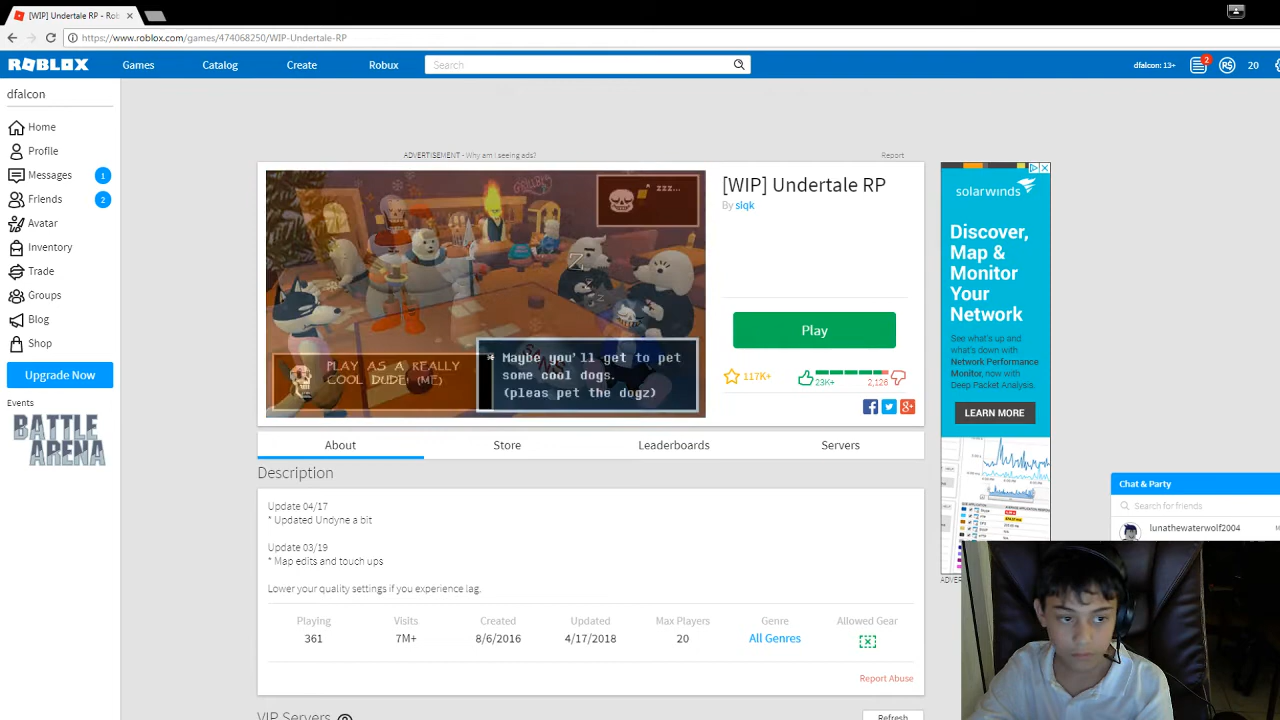 [WIP] Undertale RP - Rob
https://www.roblox.com/games/474068250/WIP-Undertale-RP
ROBLOX
Games
Catalog
Create
Robux
Search
dfalcon: 13+
2
R$
20
dfalcon
Home
Profile
Messages
1
Friends
2
Avatar
Inventory
Trade
Groups
Blog
Shop
Upgrade Now
Events
BATTLE
ARENA
ADVERTISEMENT - Why am I seeing ads?
Report
GRILLBY'S
* zzz...
PLAY AS A REALLY
COOL DUDE! (ME)
* Maybe you'll get to pet
some cool dogs.
(pleas pet the dogz)
[WIP] Undertale RP
By siqk
Play
117K+
23K+
2,126
About
Store
Leaderboards
Servers
Description
Update 04/17
* Updated Undyne a bit
Update 03/19
* Map edits and touch ups
Lower your quality settings if you experience lag.
Playing
361
Visits
7M+
Created
8/6/2016
Updated
4/17/2018
Max Players
20
Genre
All Genres
Allowed Gear
Report Abuse
VIP Servers
Refresh
solarwinds
Discover,
Map &
Monitor
Your
Network
See what's up and
what's down with
Network Performance
Monitor, now with
Deep Packet Analysis.
LEARN MORE
Chat & Party
Search for friends
lunathewaterwolf2004